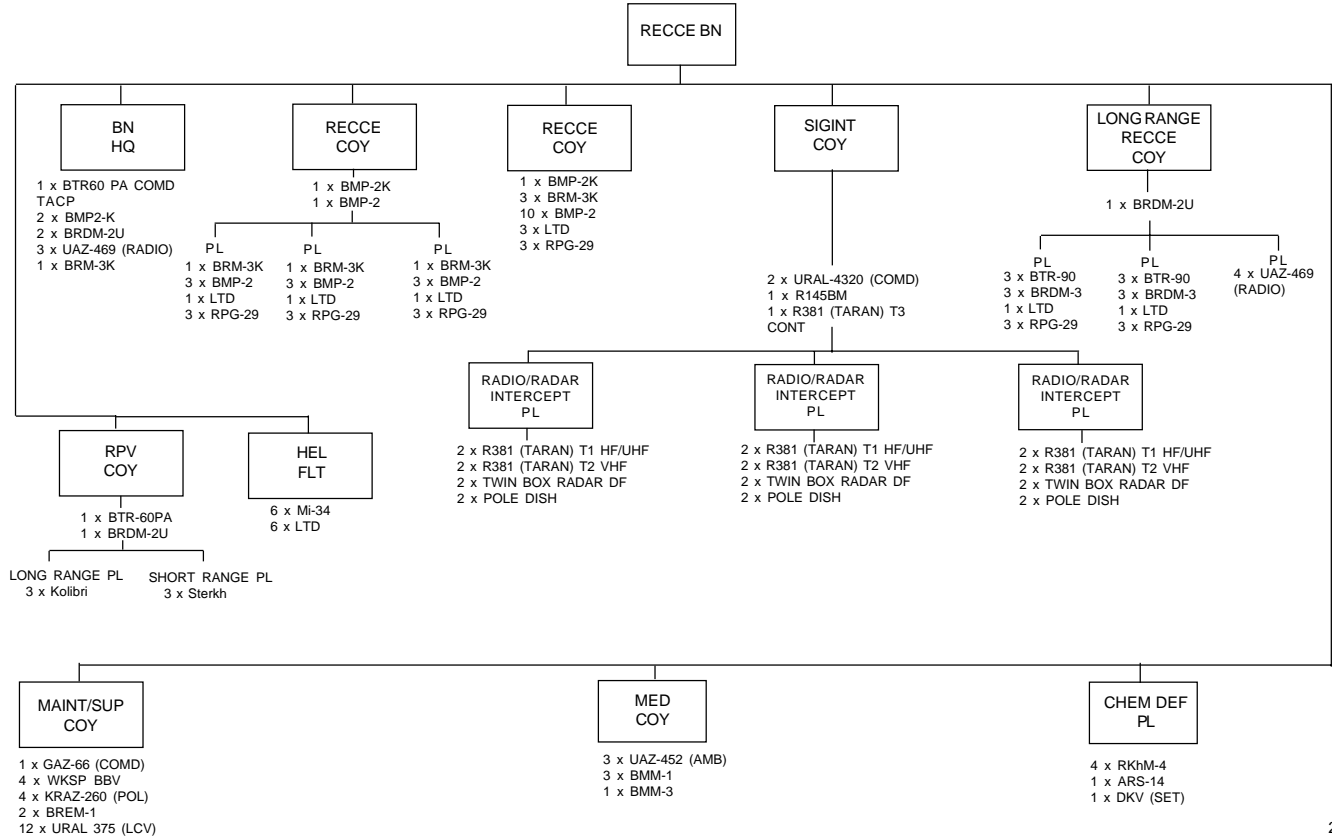 RECCE BN
BN
HQ
1 x BTR60 PA COMD
TACP
2 x BMP2-K
2 x BRDM-2U
3 x UAZ-469 (RADIO)
1 x BRM-3K
RECCE
COY
1 x BMP-2K
1 x BMP-2
PL
1 x BRM-3K
3 x BMP-2
1 x LTD
3 x RPG-29
PL
1 x BRM-3K
3 x BMP-2
1 x LTD
3 x RPG-29
PL
1 x BRM-3K
3 x BMP-2
1 x LTD
3 x RPG-29
RECCE
COY
1 x BMP-2K
3 x BRM-3K
10 x BMP-2
3 x LTD
3 x RPG-29
SIGINT
COY
2 x URAL-4320 (COMD)
1 x R145BM
1 x R381 (TARAN) T3
CONT
RADIO/RADAR
INTERCEPT
PL
2 x R381 (TARAN) T1 HF/UHF
2 x R381 (TARAN) T2 VHF
2 x TWIN BOX RADAR DF
2 x POLE DISH
RADIO/RADAR
INTERCEPT
PL
2 x R381 (TARAN) T1 HF/UHF
2 x R381 (TARAN) T2 VHF
2 x TWIN BOX RADAR DF
2 x POLE DISH
RADIO/RADAR
INTERCEPT
PL
2 x R381 (TARAN) T1 HF/UHF
2 x R381 (TARAN) T2 VHF
2 x TWIN BOX RADAR DF
2 x POLE DISH
LONG RANGE
RECCE
COY
1 x BRDM-2U
PL
3 x BTR-90
3 x BRDM-3
1 x LTD
3 x RPG-29
PL
3 x BTR-90
3 x BRDM-3
1 x LTD
3 x RPG-29
PL
4 x UAZ-469
(RADIO)
RPV
COY
1 x BTR-60PA
1 x BRDM-2U
LONG RANGE PL
3 x Kolibri
SHORT RANGE PL
3 x Sterkh
HEL
FLT
6 x Mi-34
6 x LTD
MAINT/SUP
COY
1 x GAZ-66 (COMD)
4 x WKSP BBV
4 x KRAZ-260 (POL)
2 x BREM-1
12 x URAL 375 (LCV)
MED
COY
3 x UAZ-452 (AMB)
3 x BMM-1
1 x BMM-3
CHEM DEF
PL
4 x RKhM-4
1 x ARS-14
1 x DKV (SET)